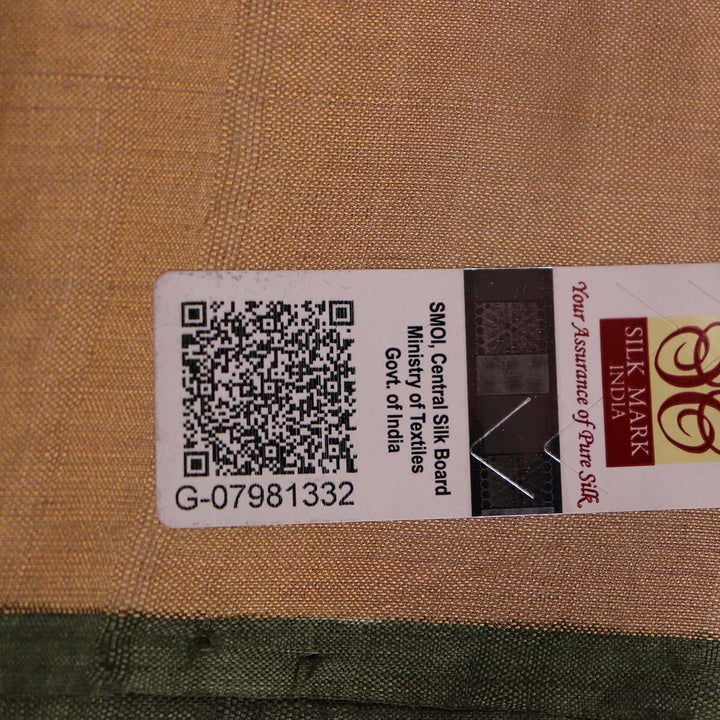 G-07981332
SMOI, Central Silk Board
Ministry of Textiles
Govt. of India
Your Assurance of Pure Silk
SILK MARK
INDIA